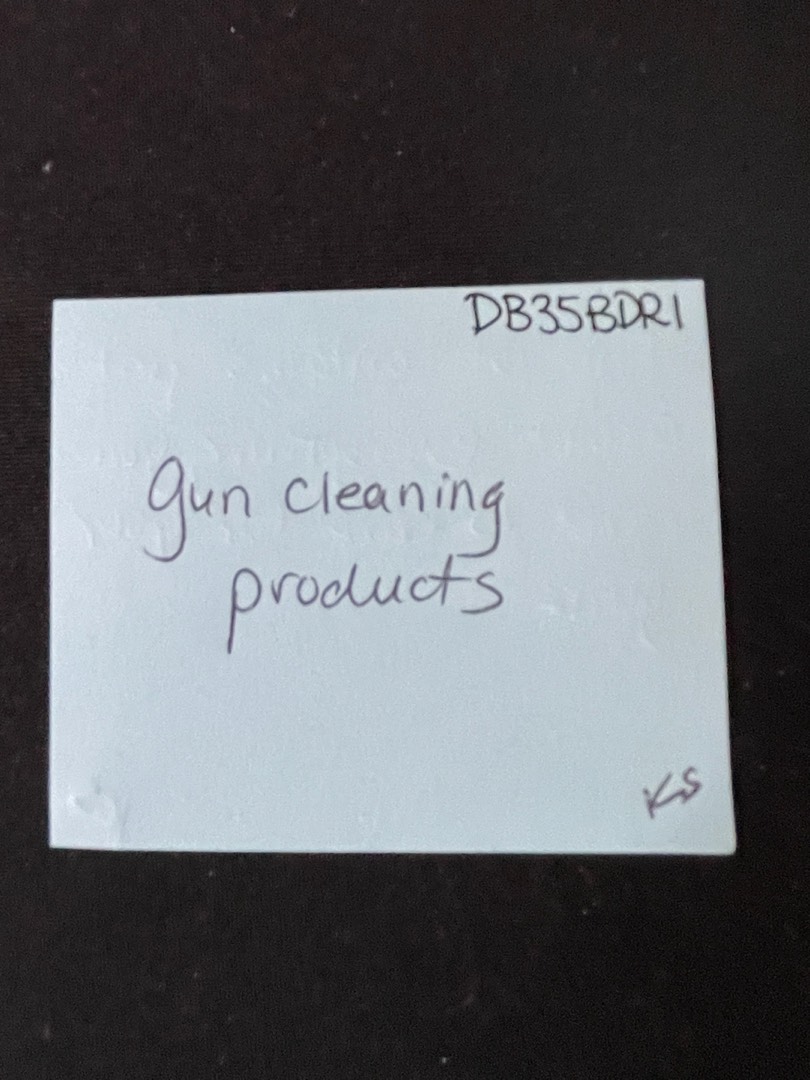 DB35BDR1
gun cleaning
products
KS